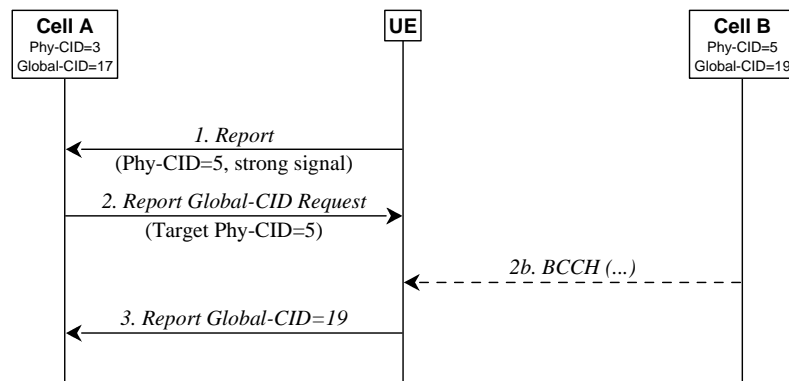 Cell A
Phy-CID=3
Global-CID=17
UE
Cell B
Phy-CID=5
Global-CID=19
1. Report
(Phy-CID=5, strong signal)
2. Report Global-CID Request
(Target Phy-CID=5)
2b. BCCH (...)
3. Report Global-CID=19